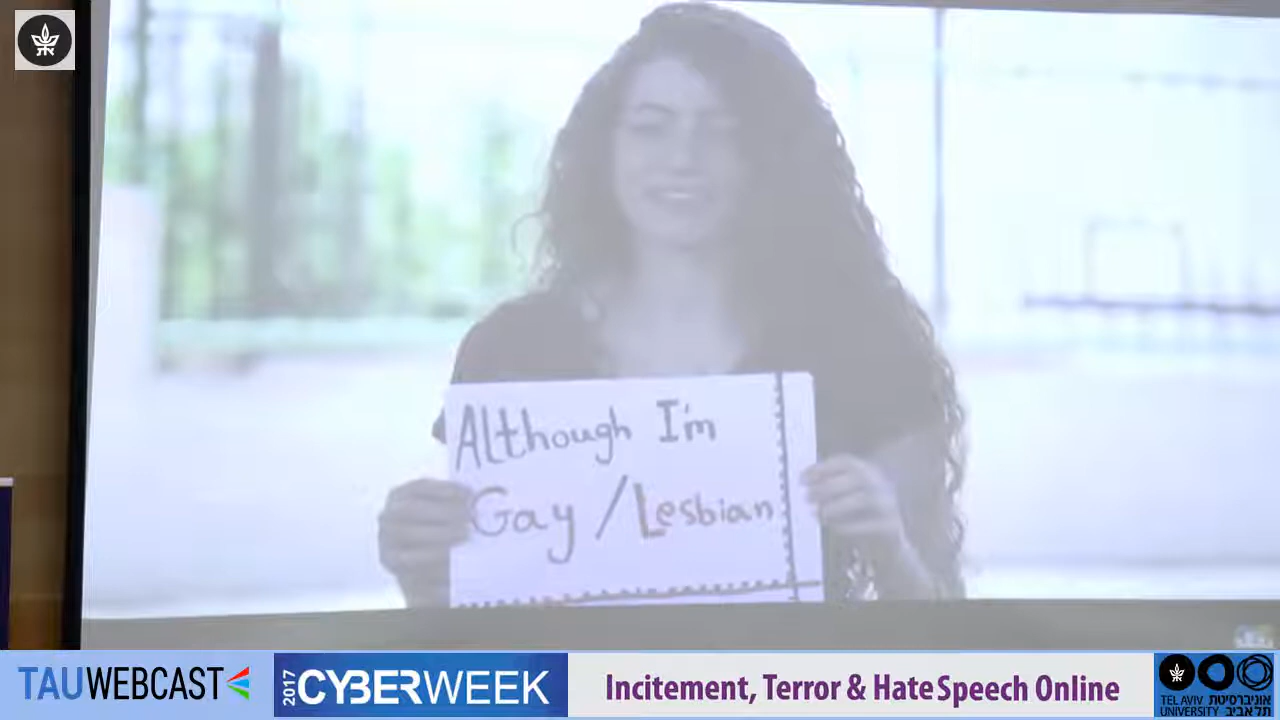 Although I'm
Gay / Lesbian
TAUWEBCAST
2017 CYBERWEEK
Incitement, Terror & Hate Speech Online
TEL AVIV אוניברסיטת
UNIVERSITY תל אביב